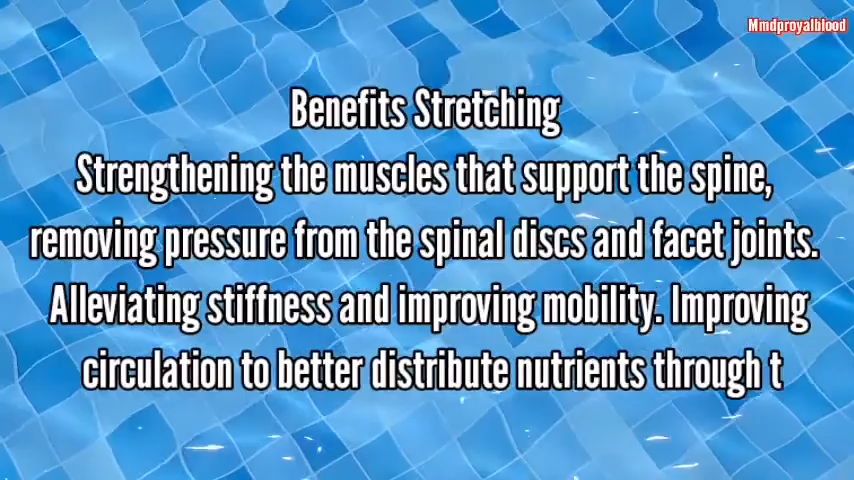 Mmdproyalblood
Benefits Stretching
Strengthening the muscles that support the spine,
removing pressure from the spinal discs and facet joints.
Alleviating stiffness and improving mobility. Improving
circulation to better distribute nutrients through t